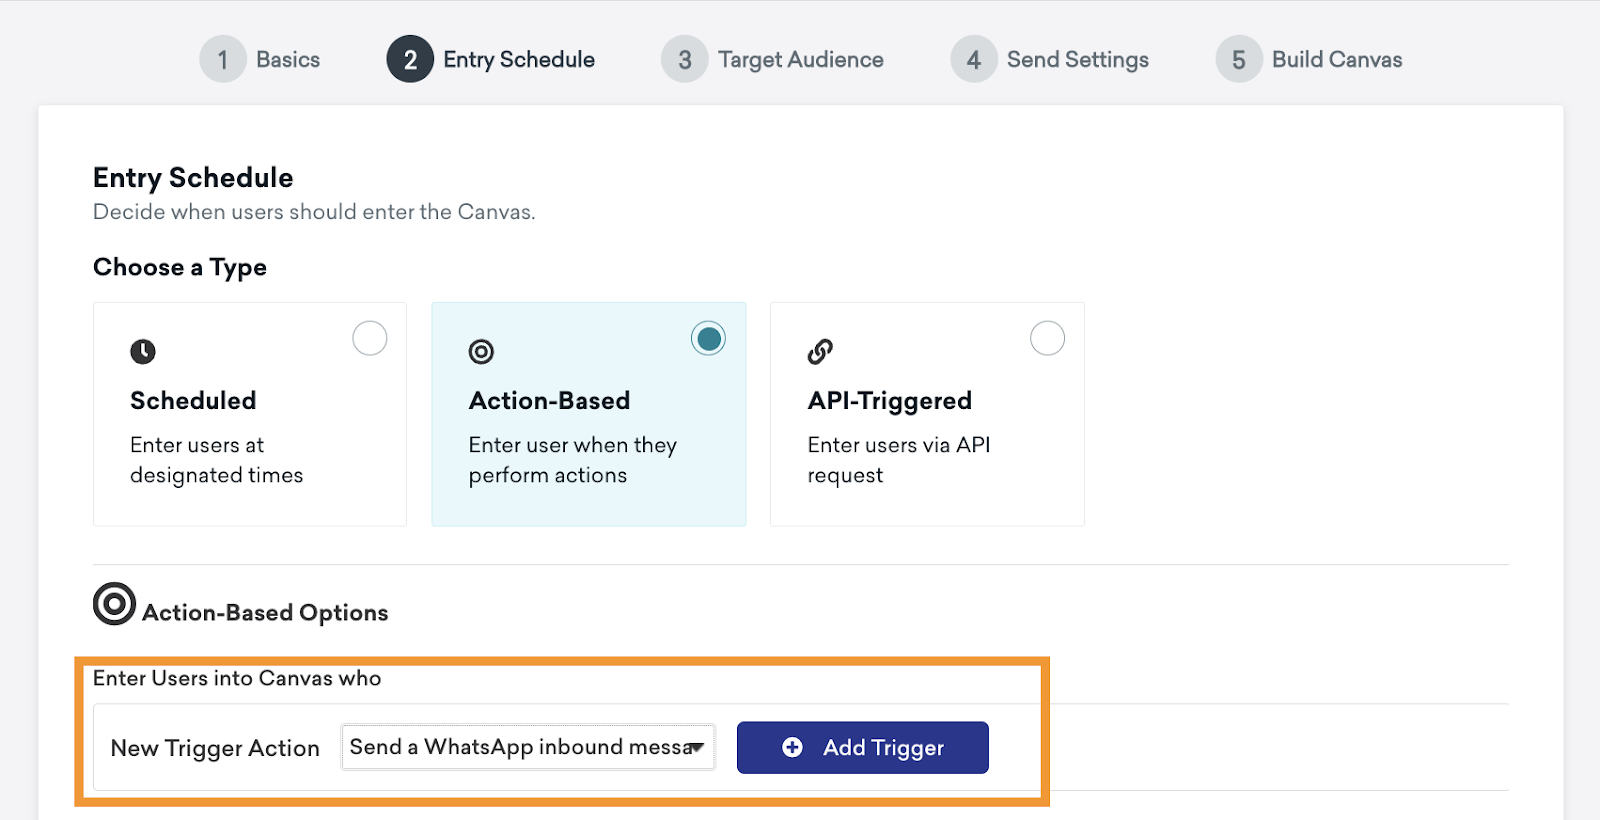 1 Basics 2 Entry Schedule 3 Target Audience 4 Send Settings 5 Build Canvas
Entry Schedule
Decide when users should enter the Canvas.
Choose a Type
Scheduled
Enter users at
designated times
Action-Based
Enter user when they
perform actions
API-Triggered
Enter users via API
request
Action-Based Options
Enter Users into Canvas who
New Trigger Action Send a WhatsApp inbound messa Add Trigger